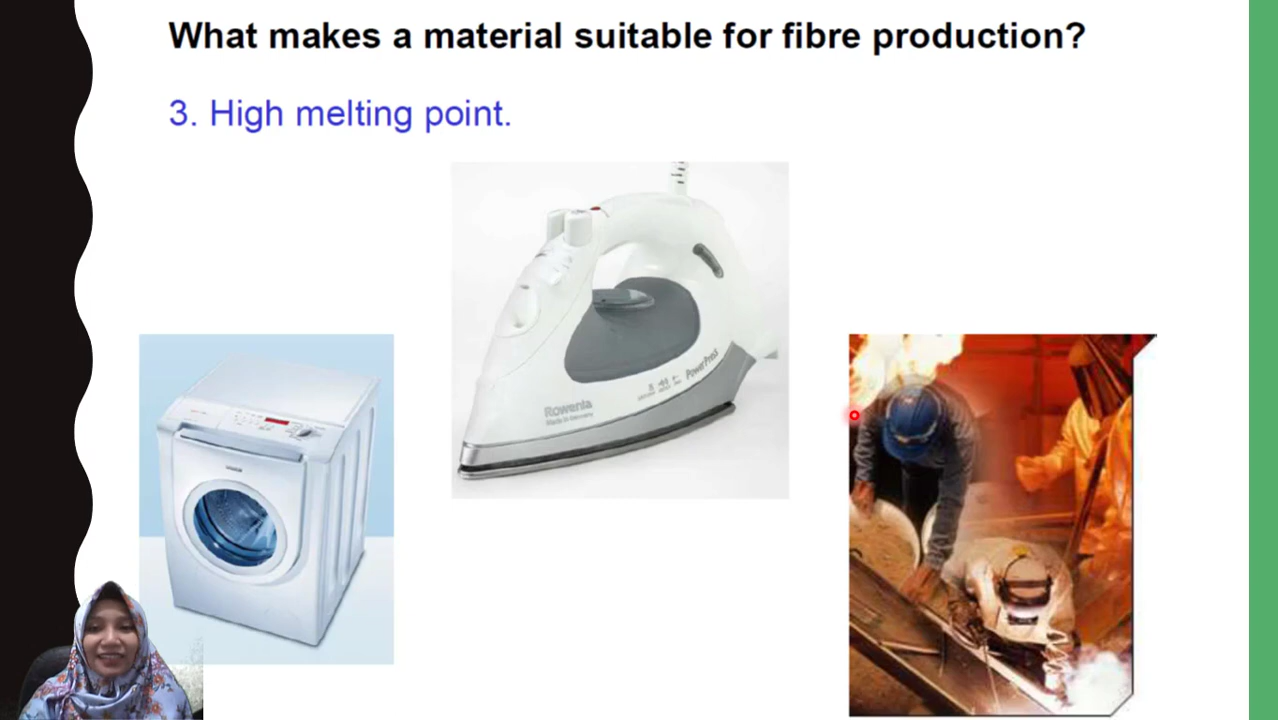 What makes a material suitable for fibre production?
3. High melting point.
PowerPress
Rowenta